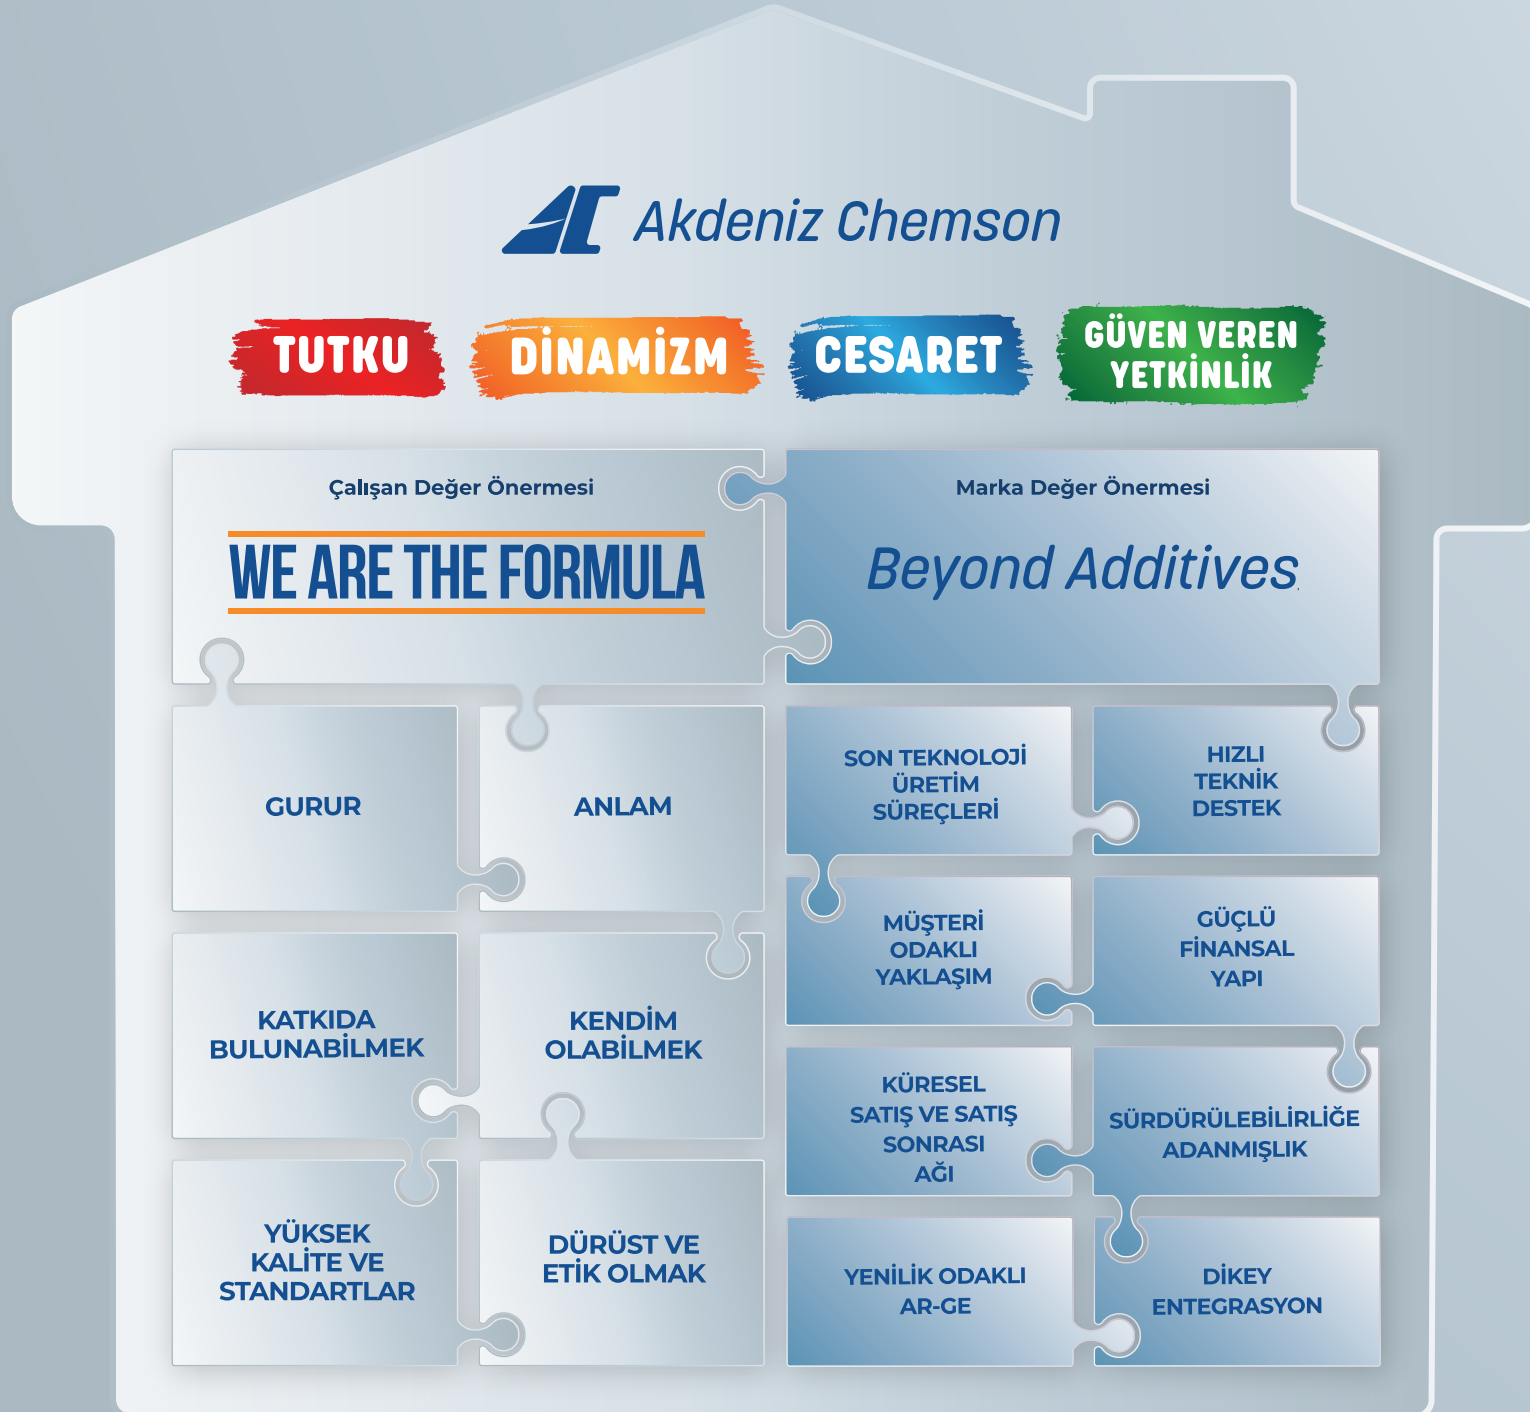 Akdeniz Chemson
TUTKU
DİNAMİZM
CESARET
GÜVEN VEREN
YETKİNLİK
Çalışan Değer Önermesi
WE ARE THE FORMULA
Marka Değer Önermesi
Beyond Additives
GURUR
ANLAM
KATKIDA
BULUNABİLMEK
KENDİM
OLABİLMEK
YÜKSEK
KALİTE VE
STANDARTLAR
DÜRÜST VE
ETİK OLMAK
SON TEKNOLOJİ
ÜRETİM
SÜREÇLERİ
HIZLI
TEKNİK
DESTEK
MÜŞTERİ
ODAKLI
YAKLAŞIM
GÜÇLÜ
FİNANSAL
YAPI
KÜRESEL
SATIŞ VE SATIŞ
SONRASI
AĞI
SÜRDÜRÜLEBİLİRLİĞE
ADANMIŞLIK
YENİLİK ODAKLI
AR-GE
DİKEY
ENTEGRASYON